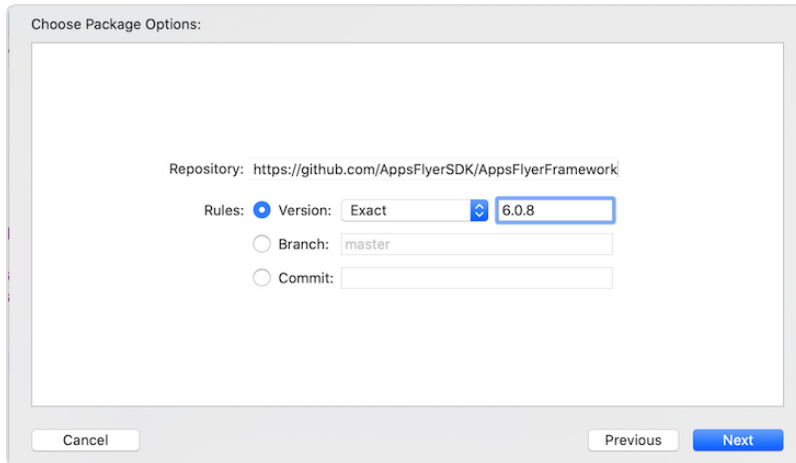 Choose Package Options:
Repository: https://github.com/AppsFlyerSDK/AppsFlyerFramework
Rules: Version: Exact 6.0.8
Branch: master
Commit:
Cancel Previous Next